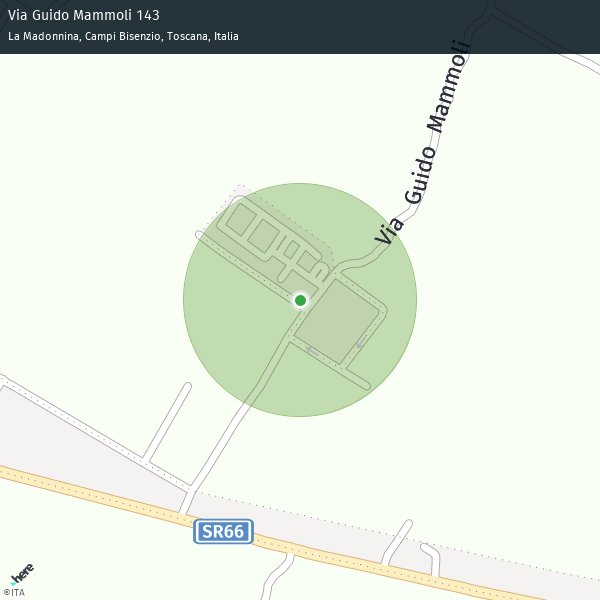 Via Guido Mammoli 143
La Madonnina, Campi Bisenzio, Toscana, Italia
Via Guido Mammoli
SR66
here
©ITA